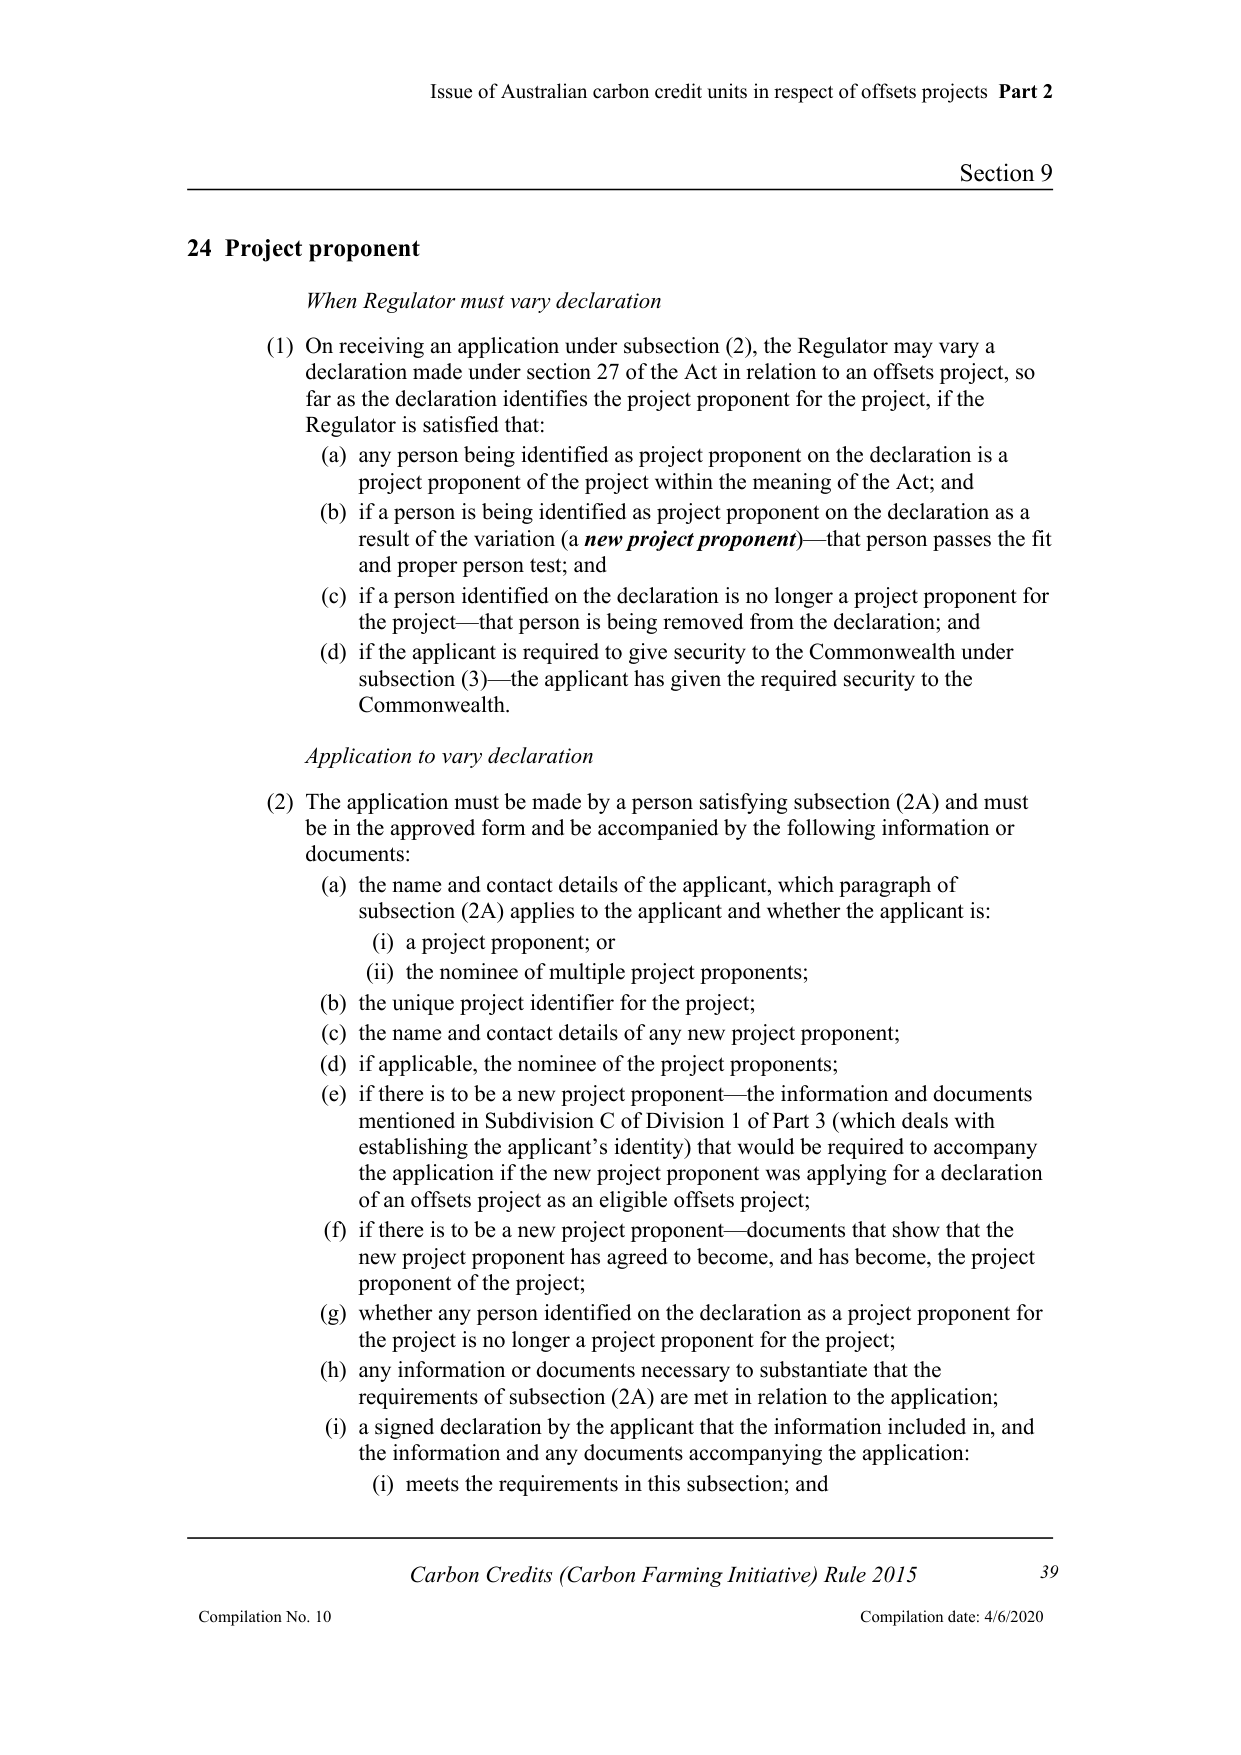 Issue of Australian carbon credit units in respect of offsets projects Part 2
Section 9
24 Project proponent
When Regulator must vary declaration
(1) On receiving an application under subsection (2), the Regulator may vary a
declaration made under section 27 of the Act in relation to an offsets project, so
far as the declaration identifies the project proponent for the project, if the
Regulator is satisfied that:
(a) any person being identified as project proponent on the declaration is a
project proponent of the project within the meaning of the Act; and
(b) if a person is being identified as project proponent on the declaration as a
result of the variation (a new project proponent)—that person passes the fit
and proper person test; and
(c) if a person identified on the declaration is no longer a project proponent for
the project—that person is being removed from the declaration; and
(d) if the applicant is required to give security to the Commonwealth under
subsection (3)—the applicant has given the required security to the
Commonwealth.
Application to vary declaration
(2) The application must be made by a person satisfying subsection (2A) and must
be in the approved form and be accompanied by the following information or
documents:
(a) the name and contact details of the applicant, which paragraph of
subsection (2A) applies to the applicant and whether the applicant is:
(i) a project proponent; or
(ii) the nominee of multiple project proponents;
(b) the unique project identifier for the project;
(c) the name and contact details of any new project proponent;
(d) if applicable, the nominee of the project proponents;
(e) if there is to be a new project proponent—the information and documents
mentioned in Subdivision C of Division 1 of Part 3 (which deals with
establishing the applicant’s identity) that would be required to accompany
the application if the new project proponent was applying for a declaration
of an offsets project as an eligible offsets project;
(f) if there is to be a new project proponent—documents that show that the
new project proponent has agreed to become, and has become, the project
proponent of the project;
(g) whether any person identified on the declaration as a project proponent for
the project is no longer a project proponent for the project;
(h) any information or documents necessary to substantiate that the
requirements of subsection (2A) are met in relation to the application;
(i) a signed declaration by the applicant that the information included in, and
the information and any documents accompanying the application:
(i) meets the requirements in this subsection; and
Carbon Credits (Carbon Farming Initiative) Rule 2015 39
Compilation No. 10 Compilation date: 4/6/2020